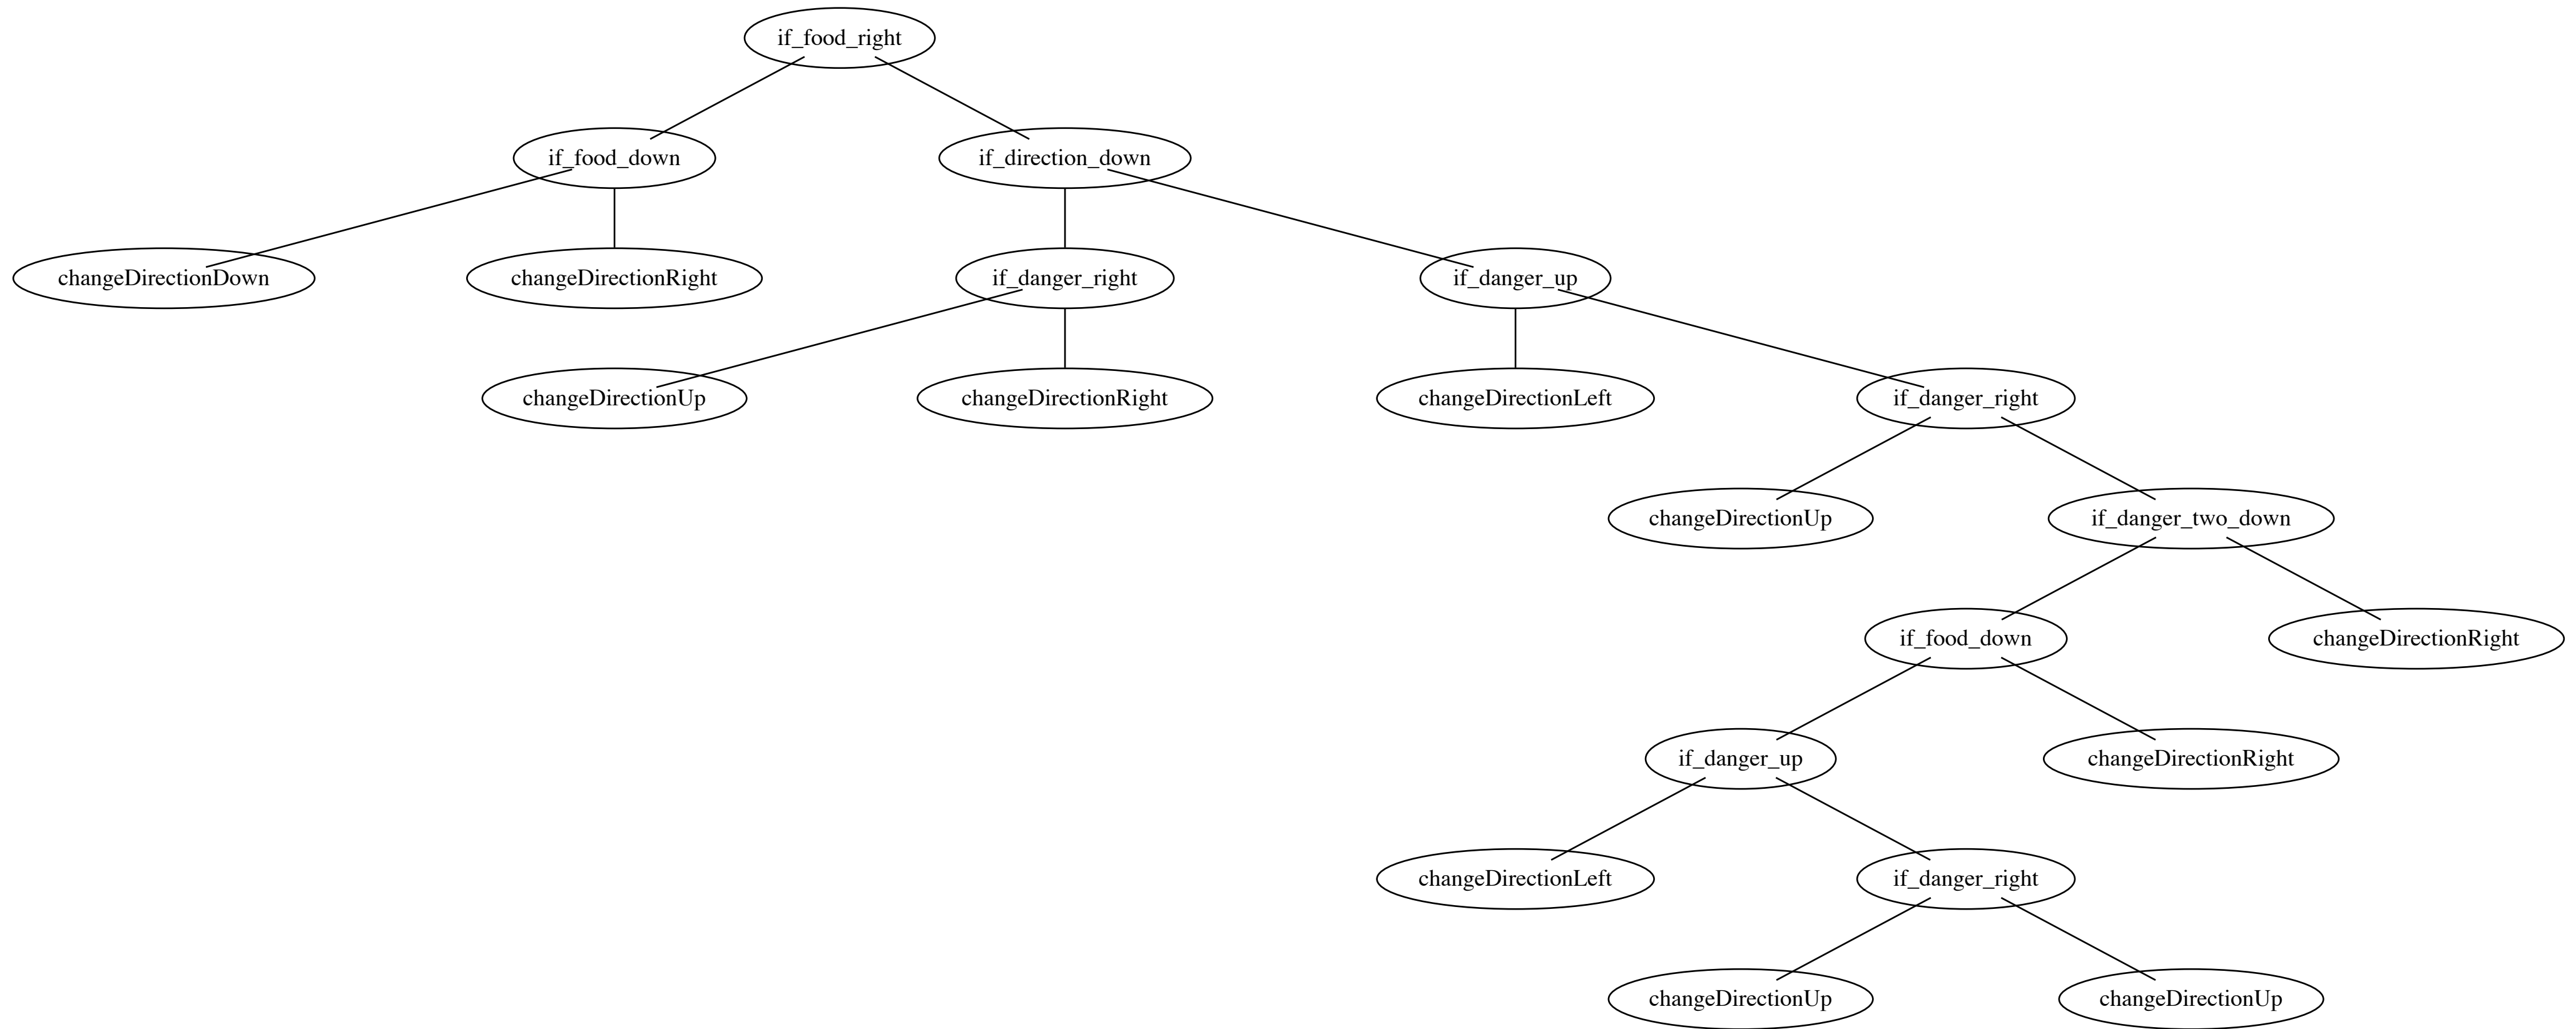 if_food_right
if_food_down
if_direction_down
changeDirectionDown
changeDirectionRight
if_danger_right
if_danger_up
changeDirectionUp
changeDirectionRight
changeDirectionLeft
if_danger_right
changeDirectionUp
if_danger_two_down
if_food_down
changeDirectionRight
if_danger_up
changeDirectionRight
changeDirectionLeft
if_danger_right
changeDirectionUp
changeDirectionUp